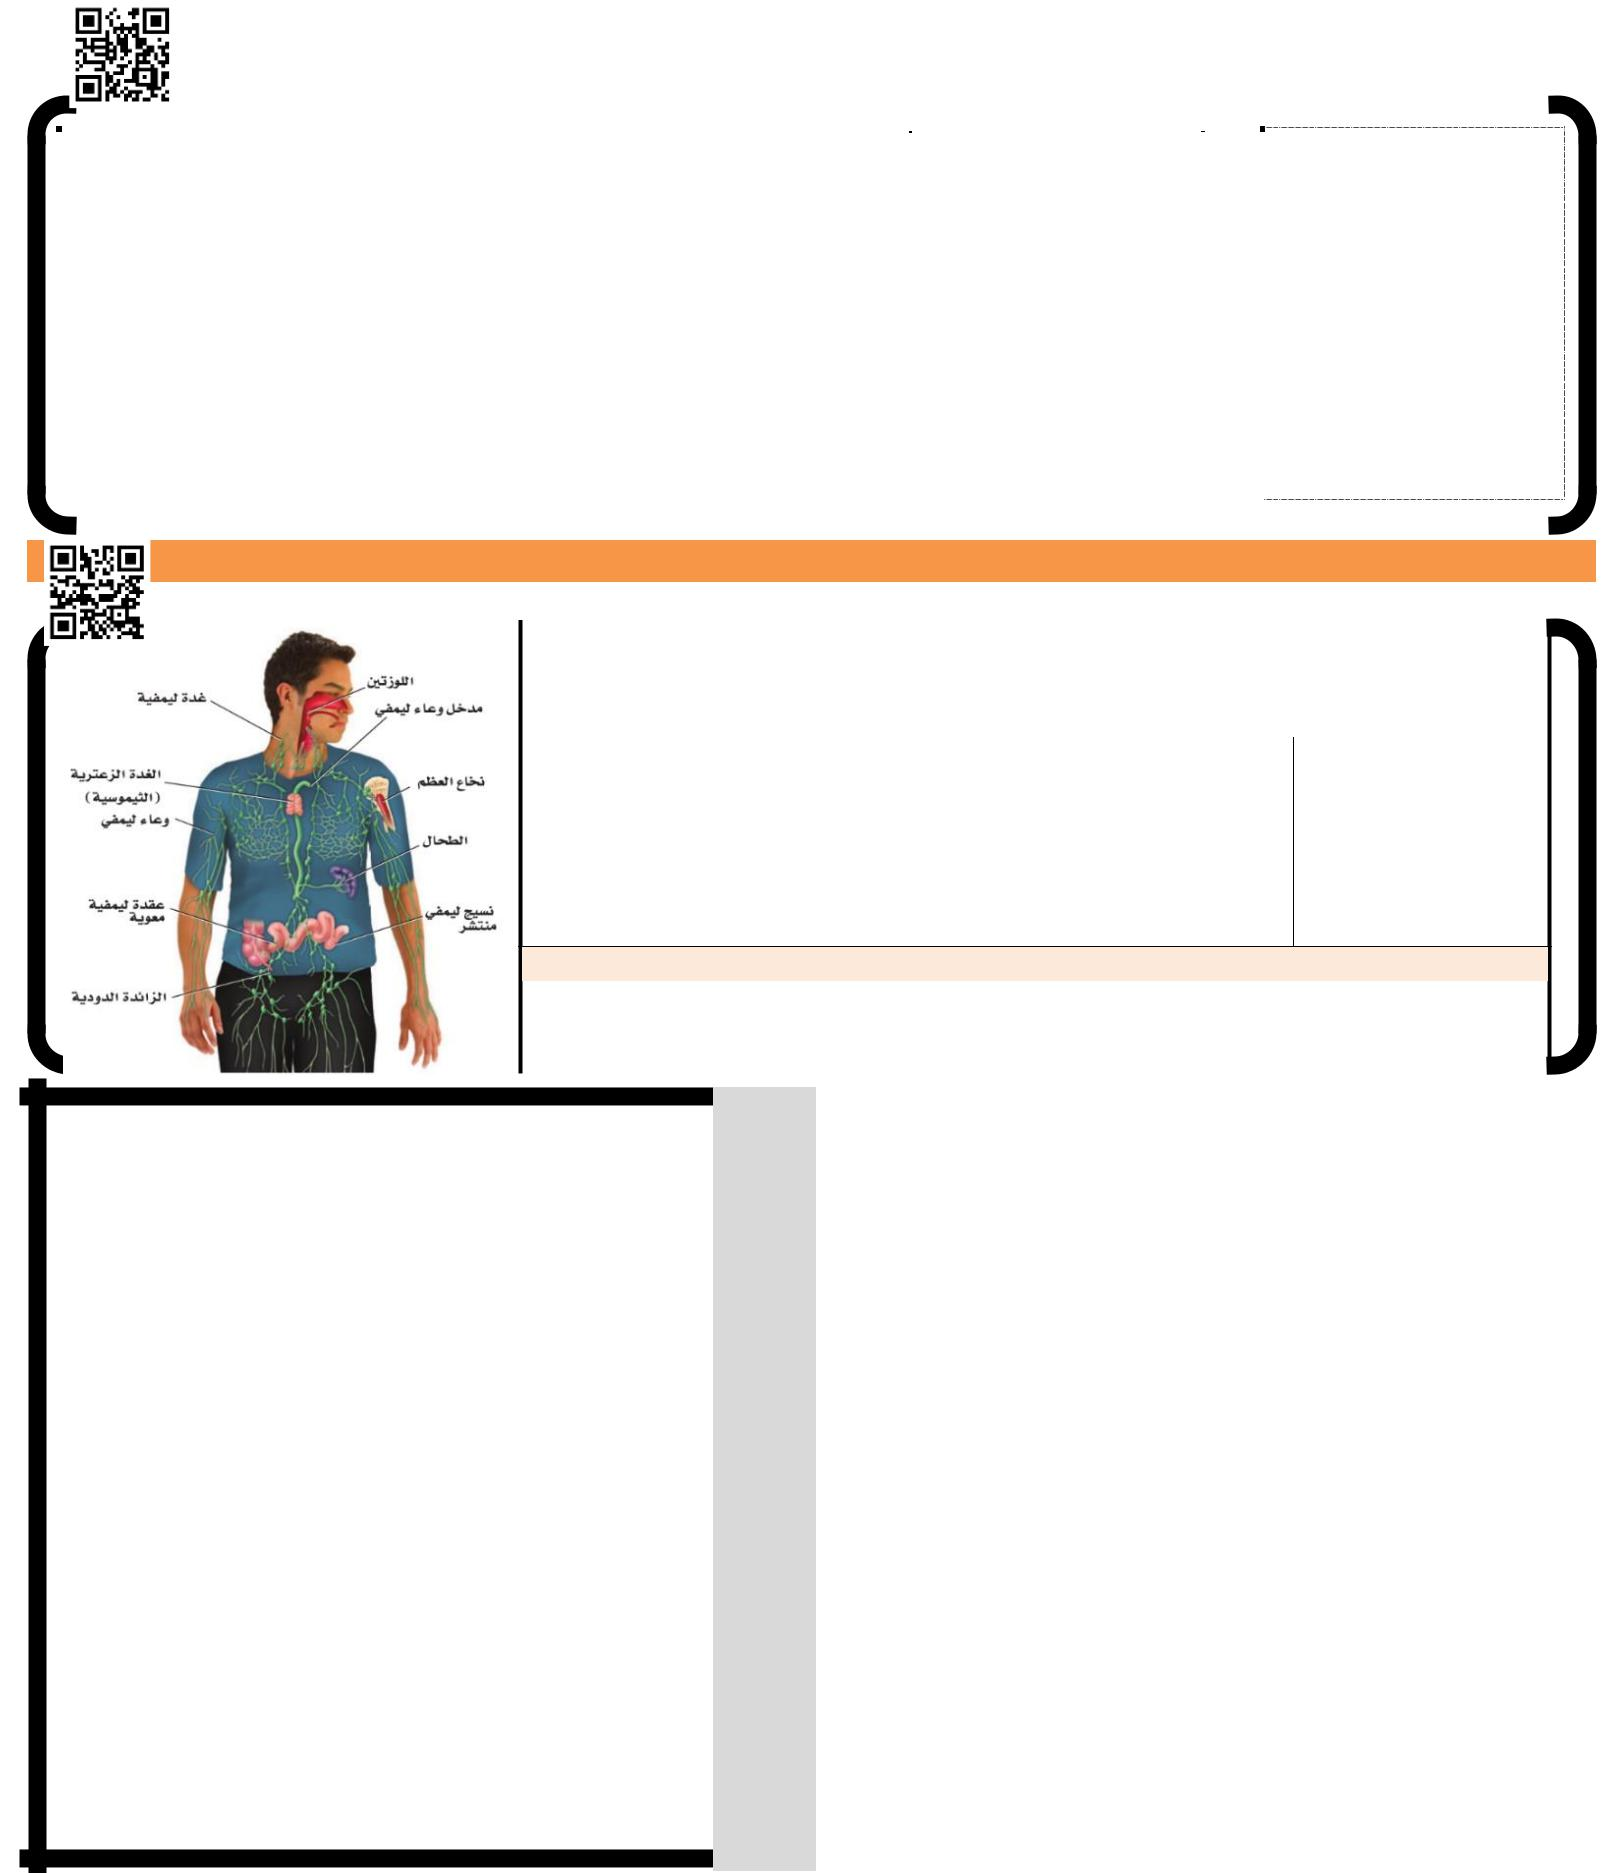 اللوزتين
غدة ليمفية
مدخل وعاء ليمفي
الغدة الزعترية
(الثيموسية)
نخاع العظم
وعاء ليمفي
الطحال
عقدة ليمفية
معوية
نسيج ليمفي
منتشر
الزائدة الدودية